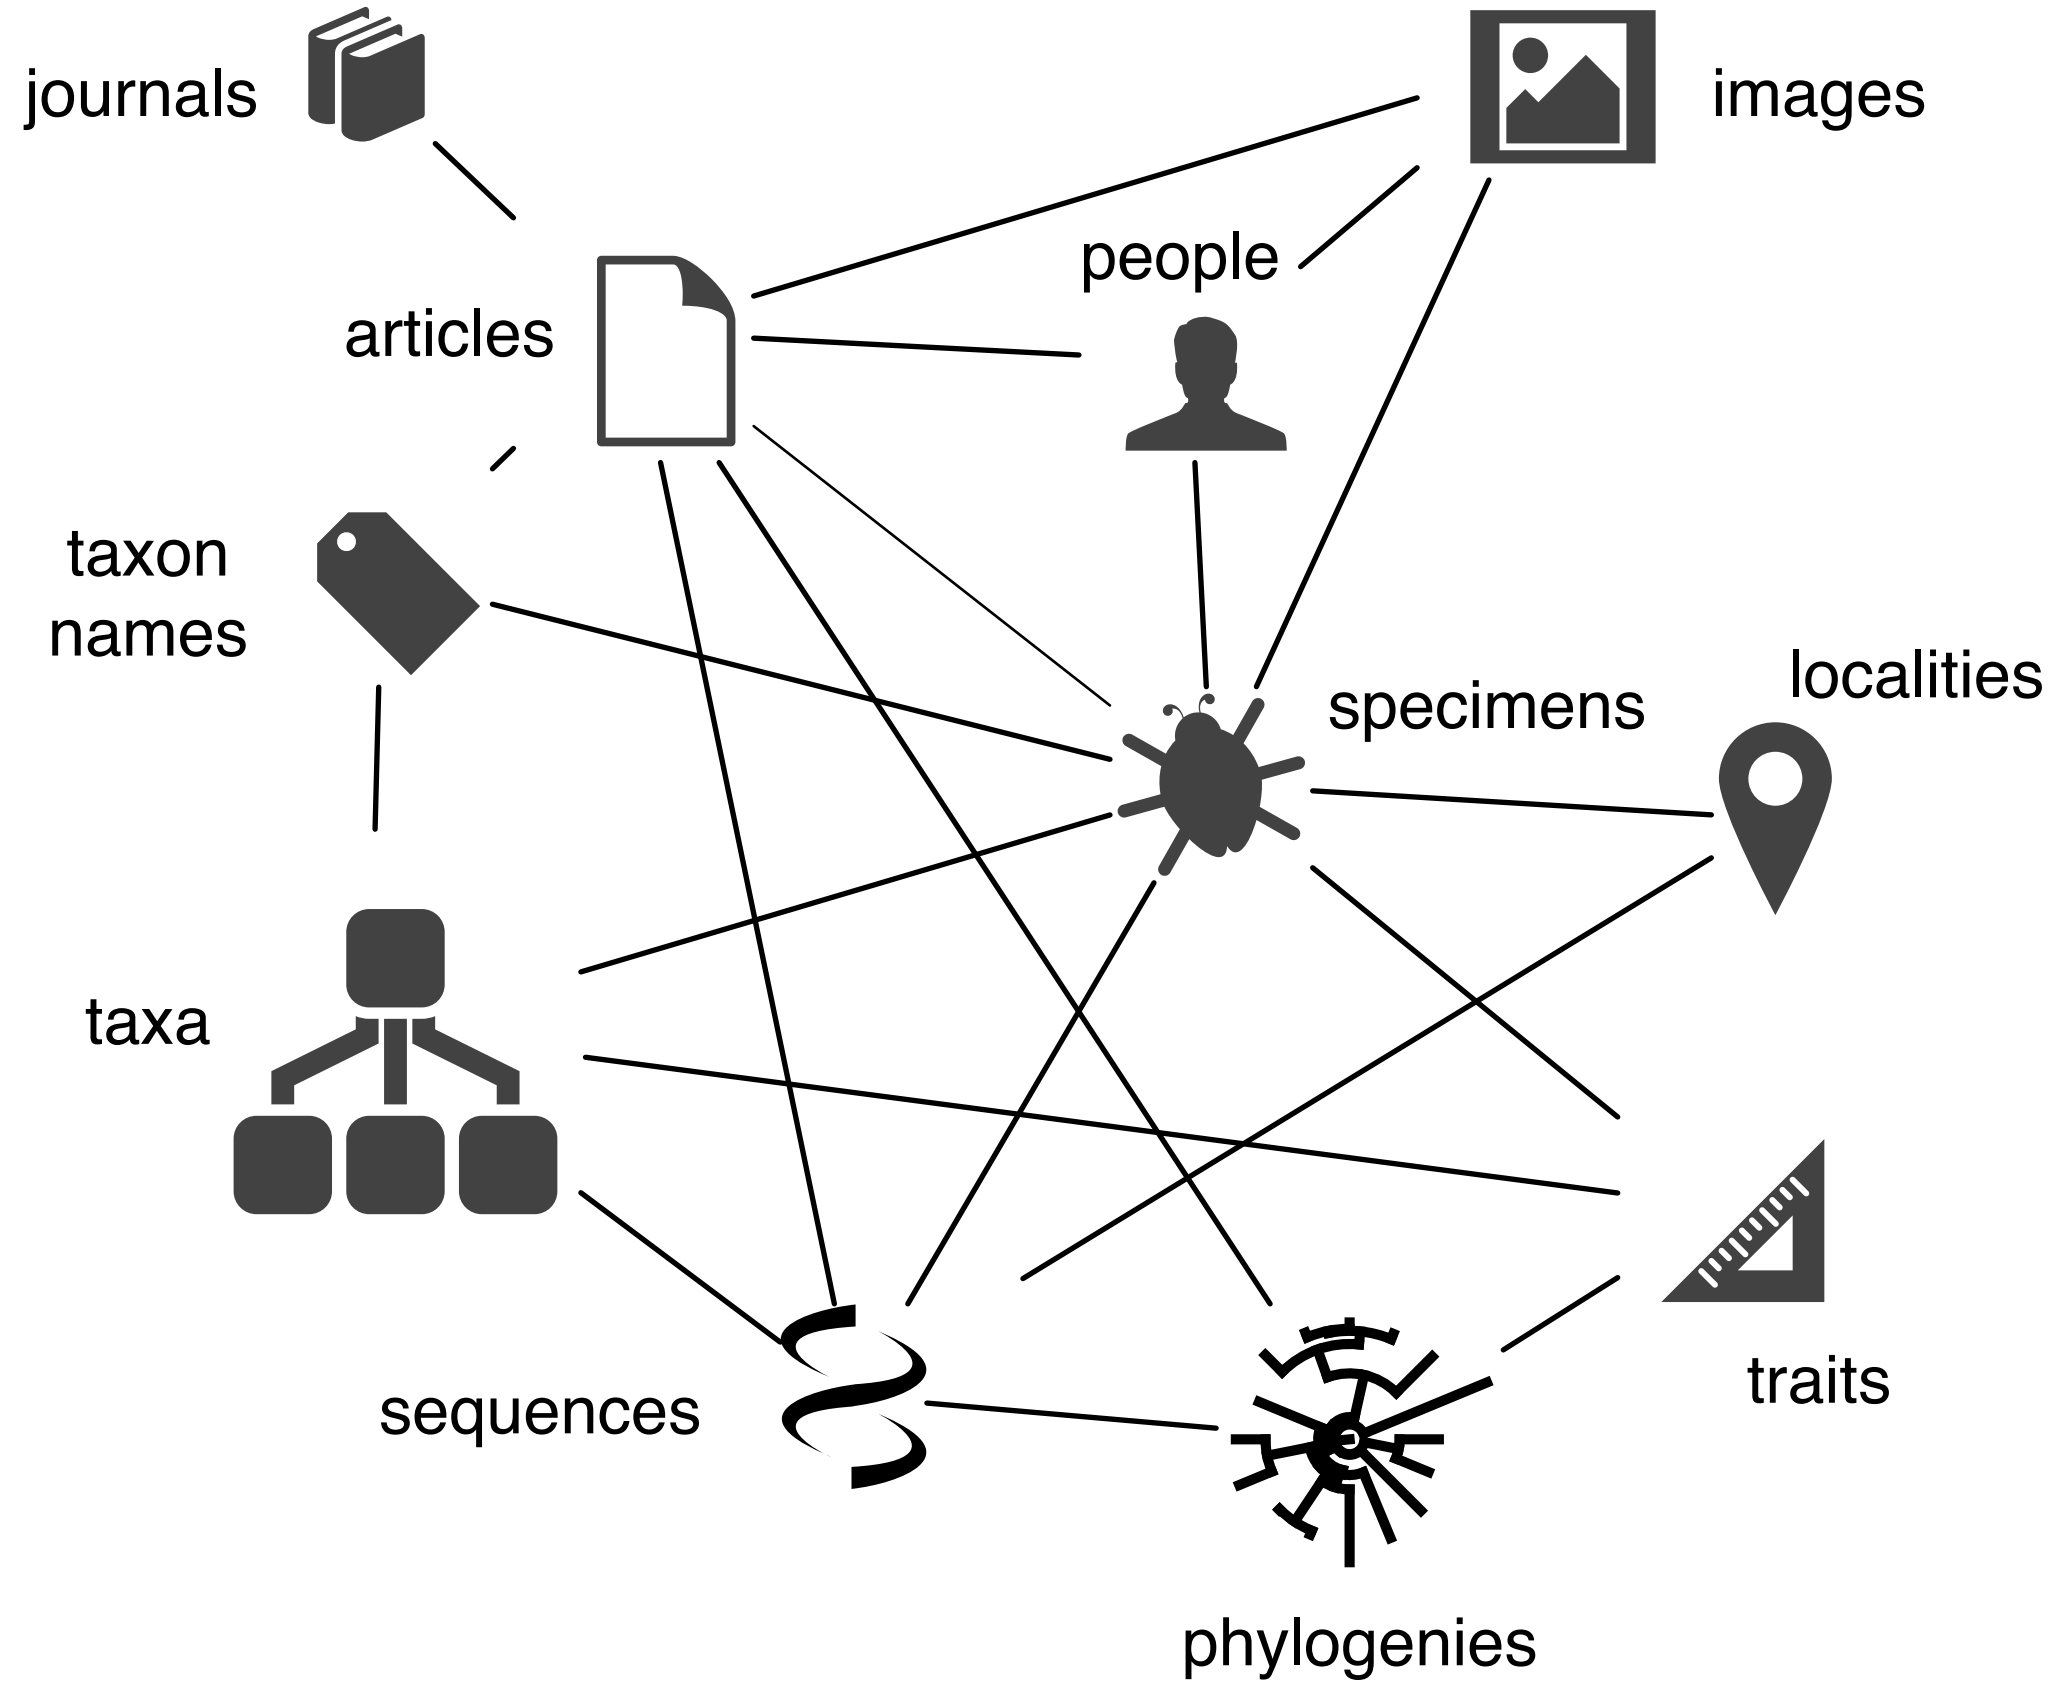 journals
images
people
articles
taxon
names
specimens
localities
taxa
traits
sequences
phylogenies